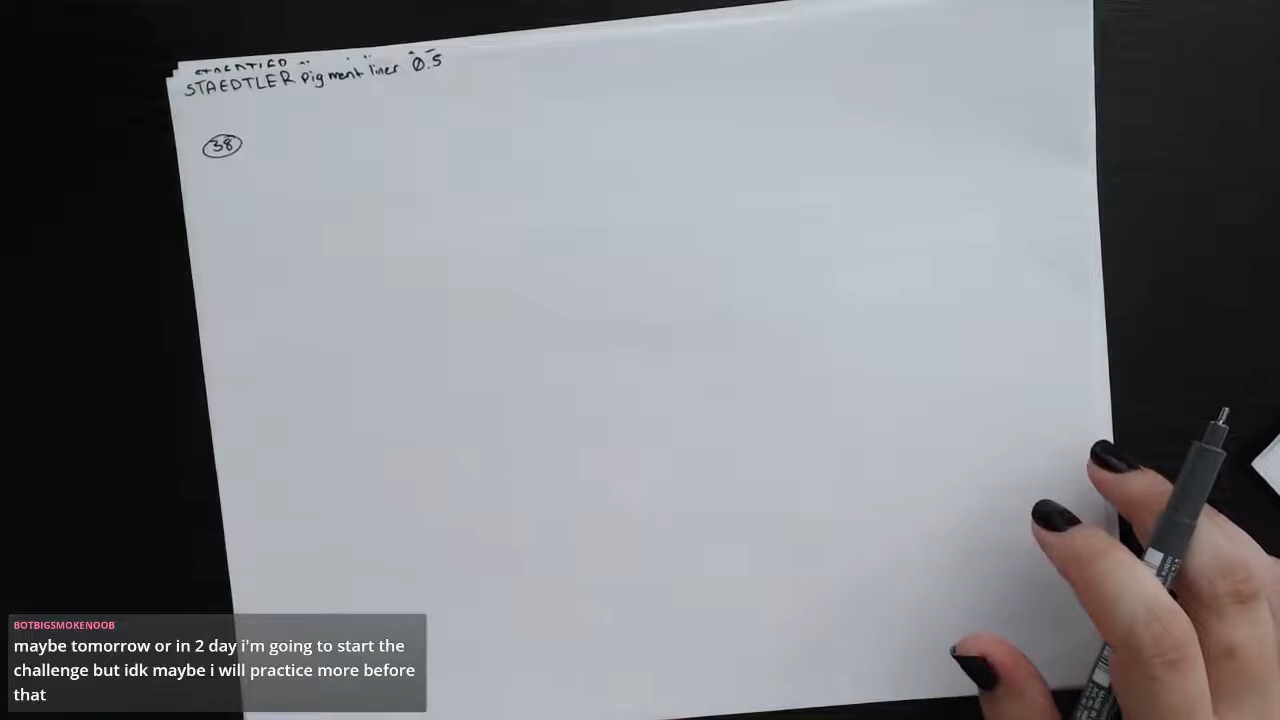 STAEDTLER pigment liner 0.5
38
BOTBIGSMOKENOOB
maybe tomorrow or in 2 day i'm going to start the
challenge but idk maybe i will practice more before
that